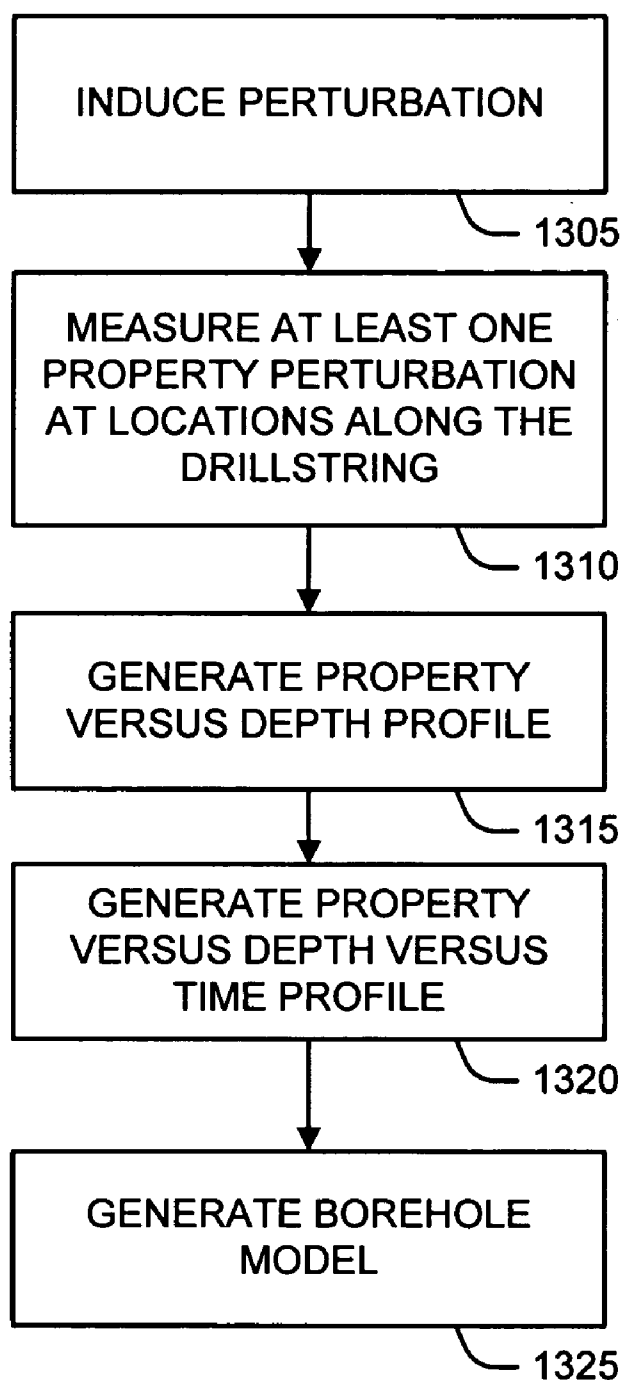 INDUCE PERTURBATION
1305
MEASURE AT LEAST ONE
PROPERTY PERTURBATION
AT LOCATIONS ALONG THE
DRILLSTRING
1310
GENERATE PROPERTY
VERSUS DEPTH PROFILE
1315
GENERATE PROPERTY
VERSUS DEPTH VERSUS
TIME PROFILE
1320
GENERATE BOREHOLE
MODEL
1325